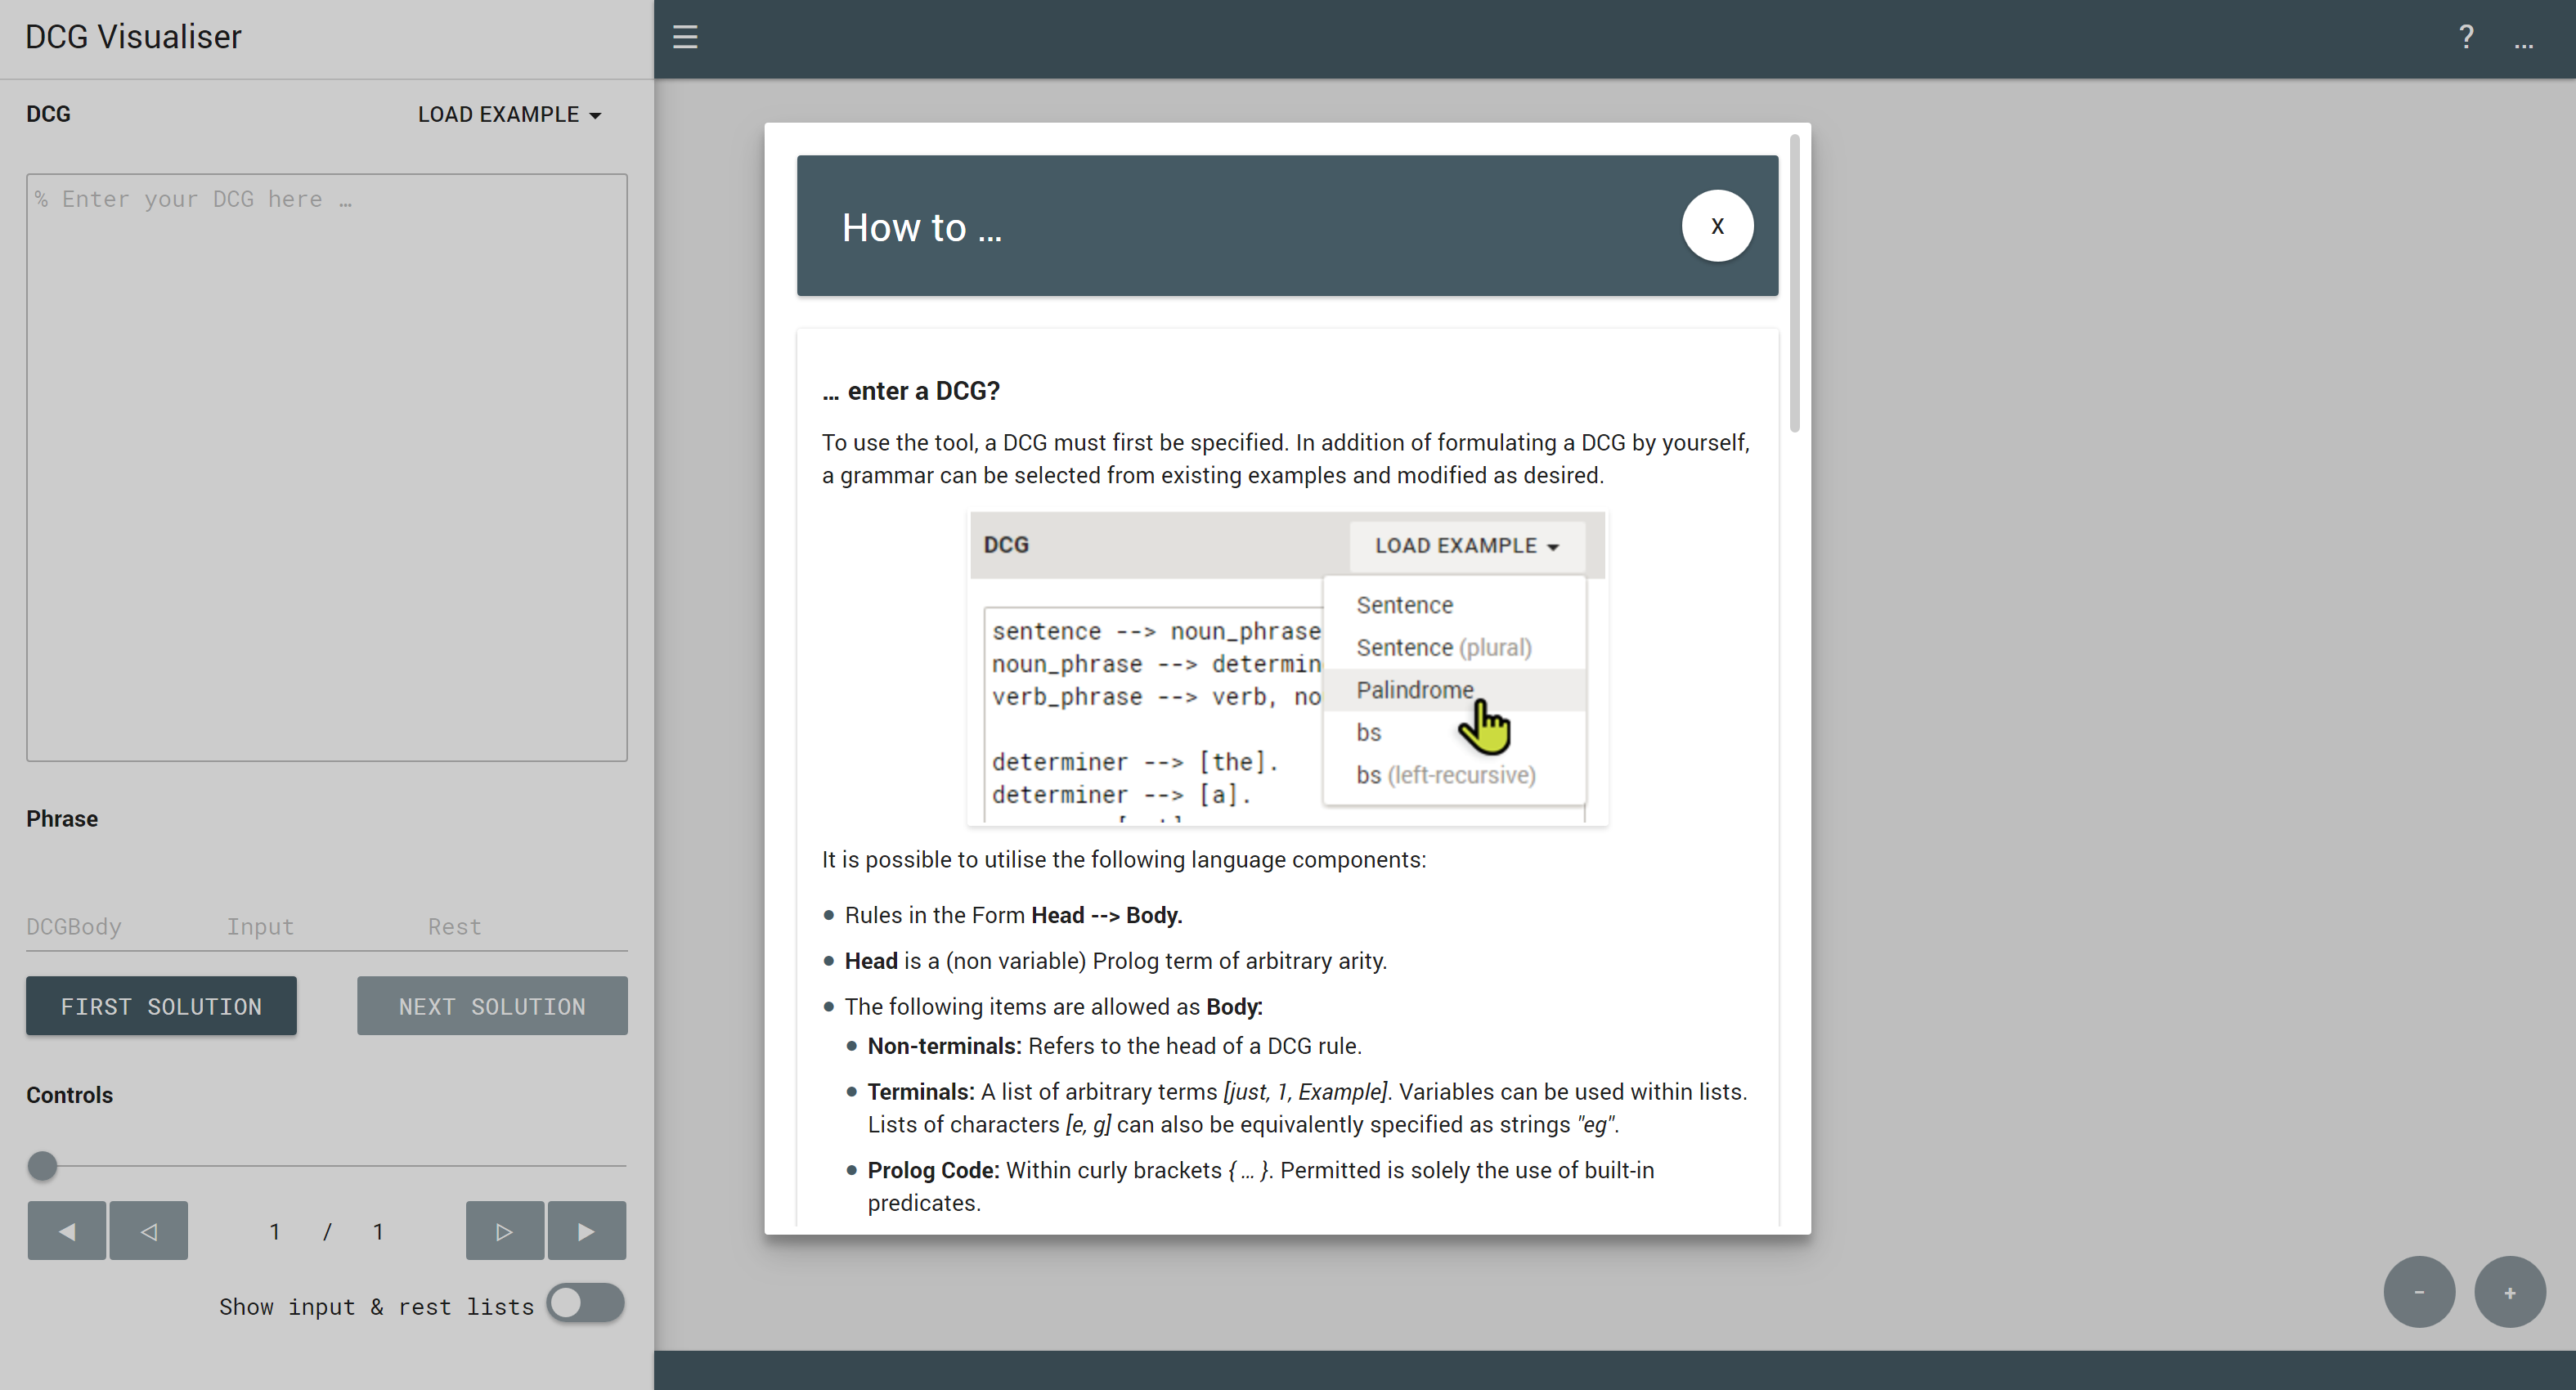 DCG Visualiser
☰
? ...
DCG
LOAD EXAMPLE
% Enter your DCG here …
Phrase
DCGBody Input Rest
FIRST SOLUTION
NEXT SOLUTION
Controls
1 / 1
Show input & rest lists
How to ...
X
... enter a DCG?
To use the tool, a DCG must first be specified. In addition of formulating a DCG by yourself,
a grammar can be selected from existing examples and modified as desired.
DCG
LOAD EXAMPLE
sentence --> noun_phrase
noun_phrase --> determin
verb_phrase --> verb, no
determiner --> [the].
determiner --> [a].
Sentence
Sentence (plural)
Palindrome
bs
bs (left-recursive)
It is possible to utilise the following language components:
● Rules in the Form Head --> Body.
● Head is a (non variable) Prolog term of arbitrary arity.
● The following items are allowed as Body:
● Non-terminals: Refers to the head of a DCG rule.
● Terminals: A list of arbitrary terms [just, 1, Example]. Variables can be used within lists.
Lists of characters [e, g] can also be equivalently specified as strings "eg".
● Prolog Code: Within curly brackets { ... }. Permitted is solely the use of built-in
predicates.
- +